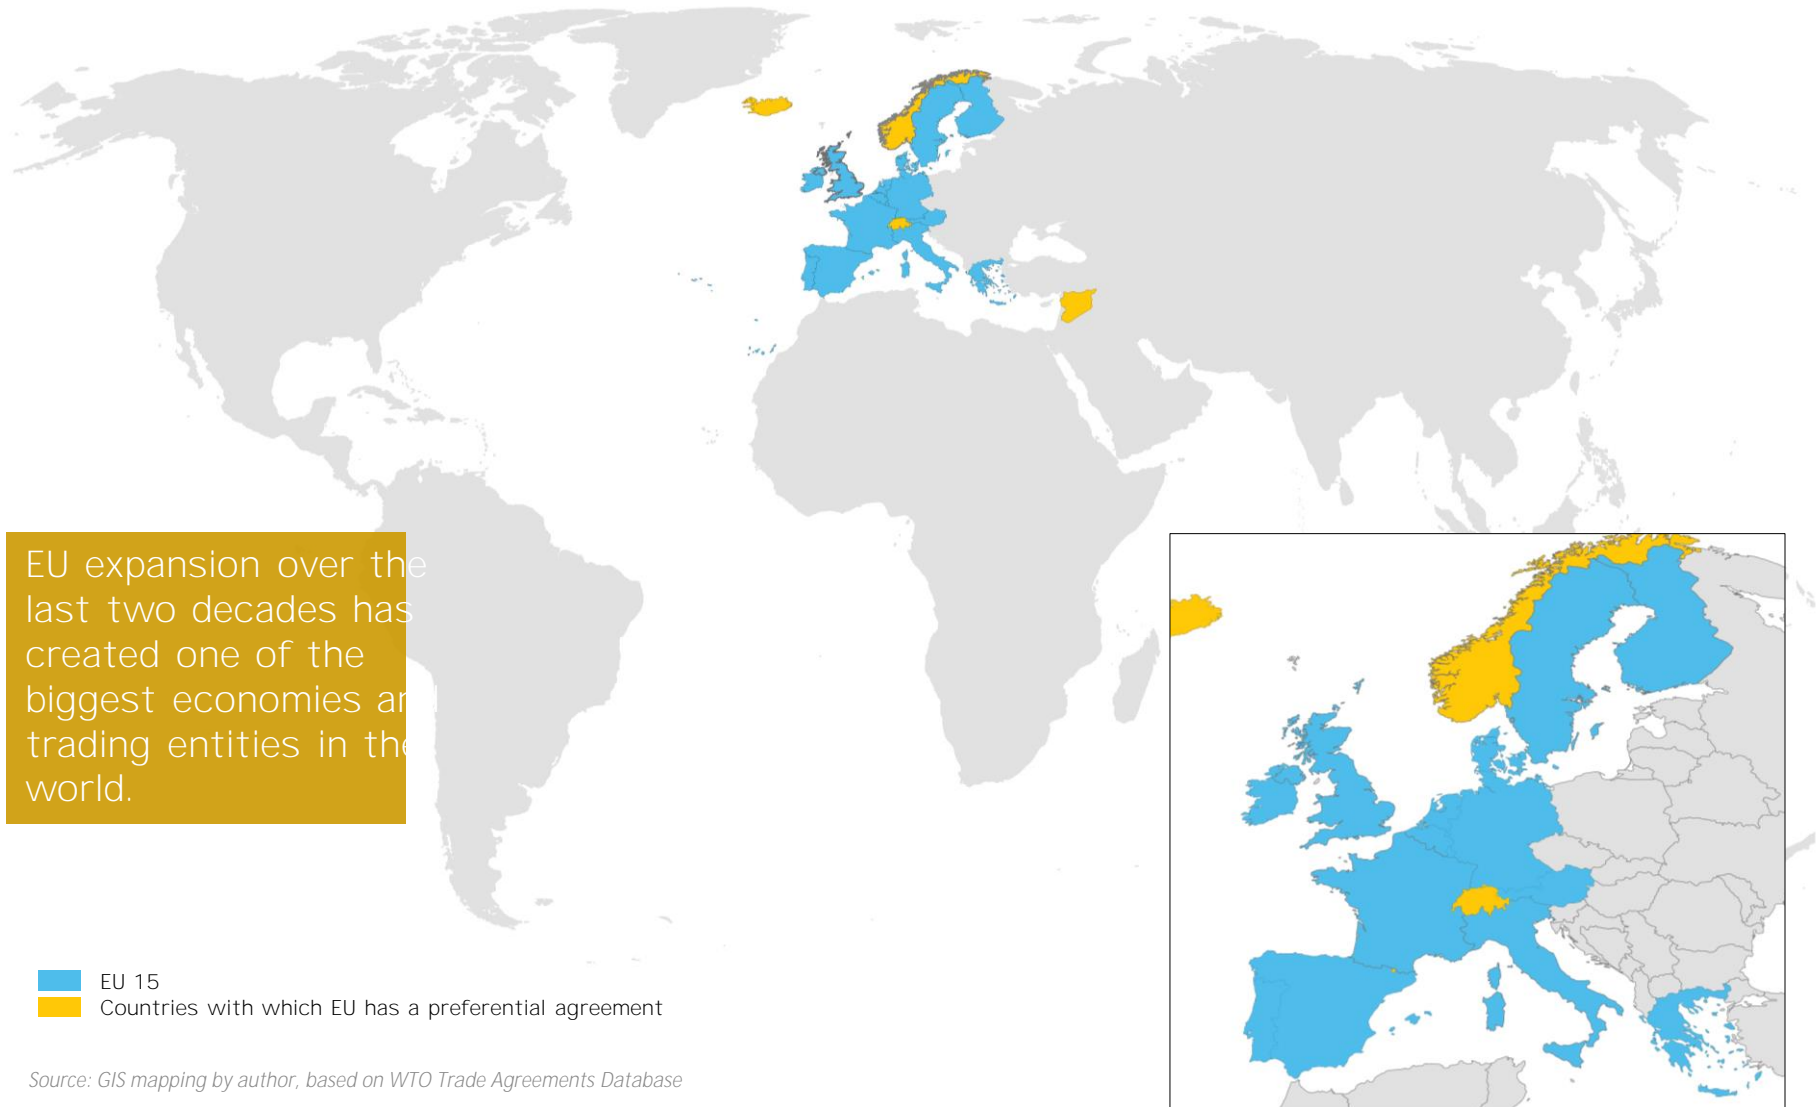 EU expansion over the
last two decades has
created one of the
biggest economies and
trading entities in the
world.
EU 15
Countries with which EU has a preferential agreement
Source: GIS mapping by author, based on WTO Trade Agreements Database